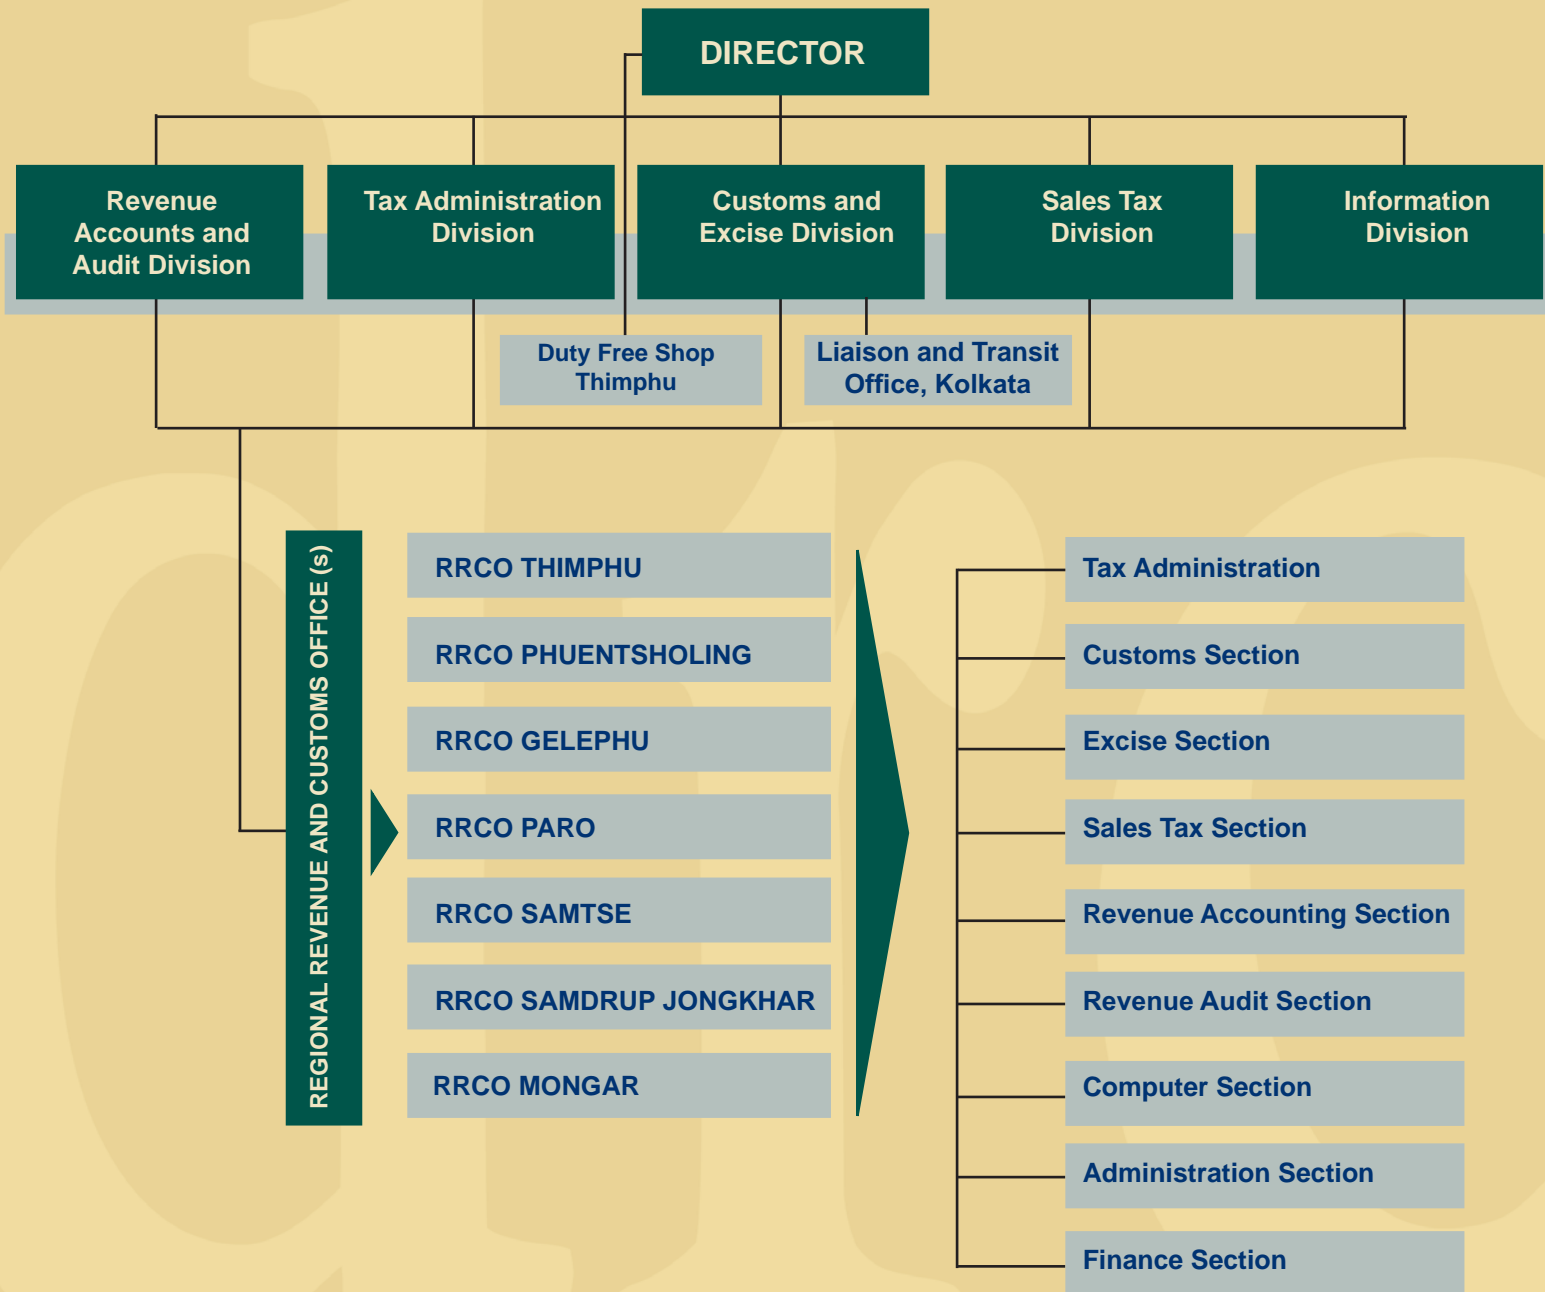 DIRECTOR
Revenue
Accounts and
Audit Division
Tax Administration
Division
Customs and
Excise Division
Sales Tax
Division
Information
Division
Duty Free Shop
Thimphu
Liaison and Transit
Office, Kolkata
REGIONAL REVENUE AND CUSTOMS OFFICE (s)
RRCO THIMPHU
RRCO PHUENTSHOLING
RRCO GELEPHU
RRCO PARO
RRCO SAMTSE
RRCO SAMDRUP JONGKHAR
RRCO MONGAR
Tax Administration
Customs Section
Excise Section
Sales Tax Section
Revenue Accounting Section
Revenue Audit Section
Computer Section
Administration Section
Finance Section